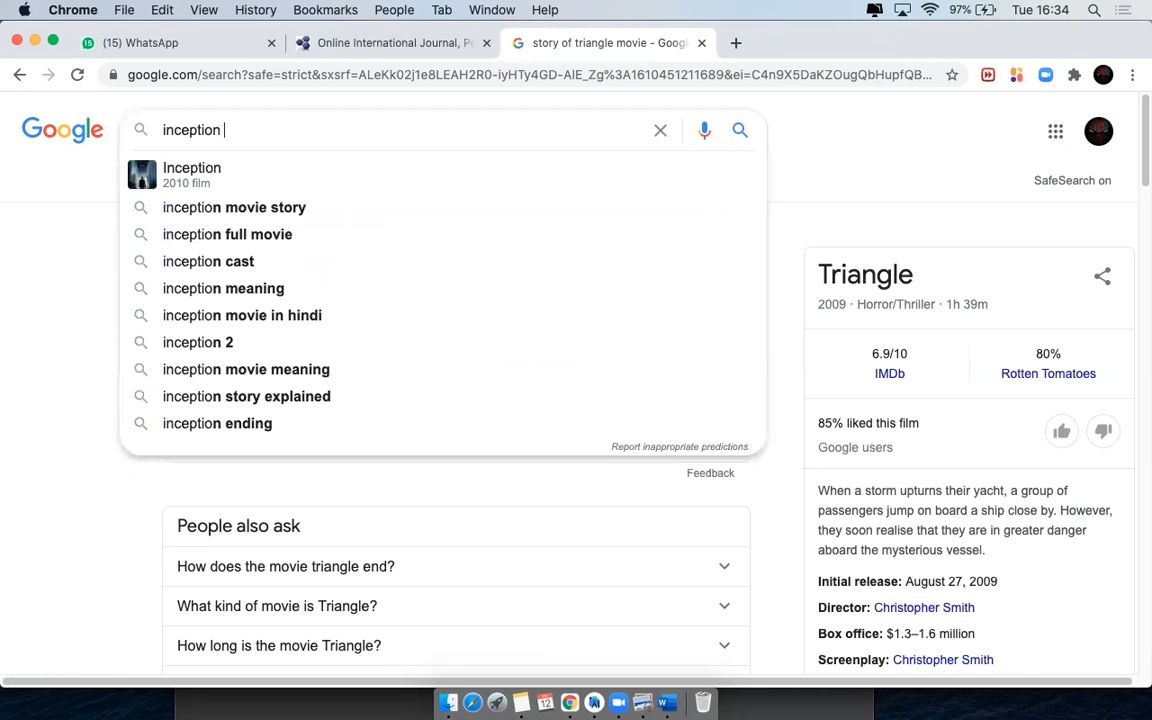 Chrome File Edit View History Bookmarks People Tab Window Help 97% Tue 16:34
15 (15) WhatsApp Online International Journal, P story of triangle movie - Googl
google.com/search?safe=strict&sxsrf=ALeKk02j1e8LEAH2R0-iyHTy4GD-AlE_Zg%3A1610451211689&ei=C4n9X5DaKZOugQbHupfQB...
Google
inception
SafeSearch on
Inception
2010 film
inception movie story
inception full movie
inception cast
inception meaning
inception movie in hindi
inception 2
inception movie meaning
inception story explained
inception ending
Report inappropriate predictions
Feedback
People also ask
How does the movie triangle end?
What kind of movie is Triangle?
How long is the movie Triangle?
Triangle
2009 · Horror/Thriller · 1h 39m
6.9/10 80%
IMDb Rotten Tomatoes
85% liked this film
Google users
When a storm upturns their yacht, a group of
passengers jump on board a ship close by. However,
they soon realise that they are in greater danger
aboard the mysterious vessel.
Initial release: August 27, 2009
Director: Christopher Smith
Box office: $1.3–1.6 million
Screenplay: Christopher Smith
12
W